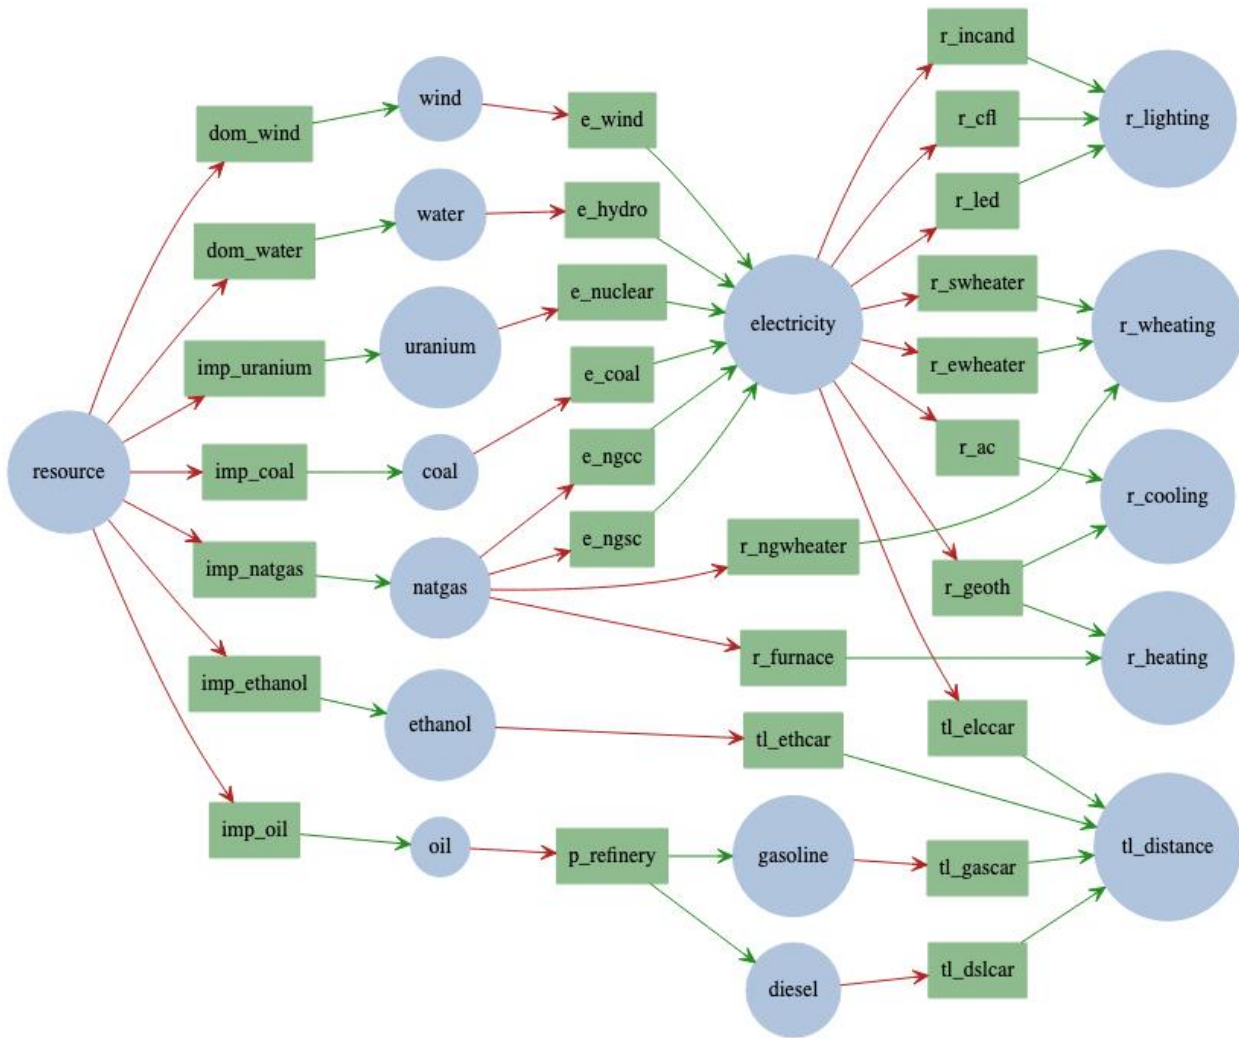 resource
dom_wind
dom_water
imp_uranium
imp_coal
imp_natgas
imp_ethanol
imp_oil
wind
water
uranium
coal
natgas
ethanol
oil
e_wind
e_hydro
e_nuclear
e_coal
e_ngcc
e_ngsc
p_refinery
electricity
r_ngwheater
r_furnace
tl_ethcar
gasoline
diesel
r_incand
r_cfl
r_led
r_swheater
r_ewheater
r_ac
r_geoth
tl_elccar
tl_gascar
tl_dslcar
r_lighting
r_wheating
r_cooling
r_heating
tl_distance